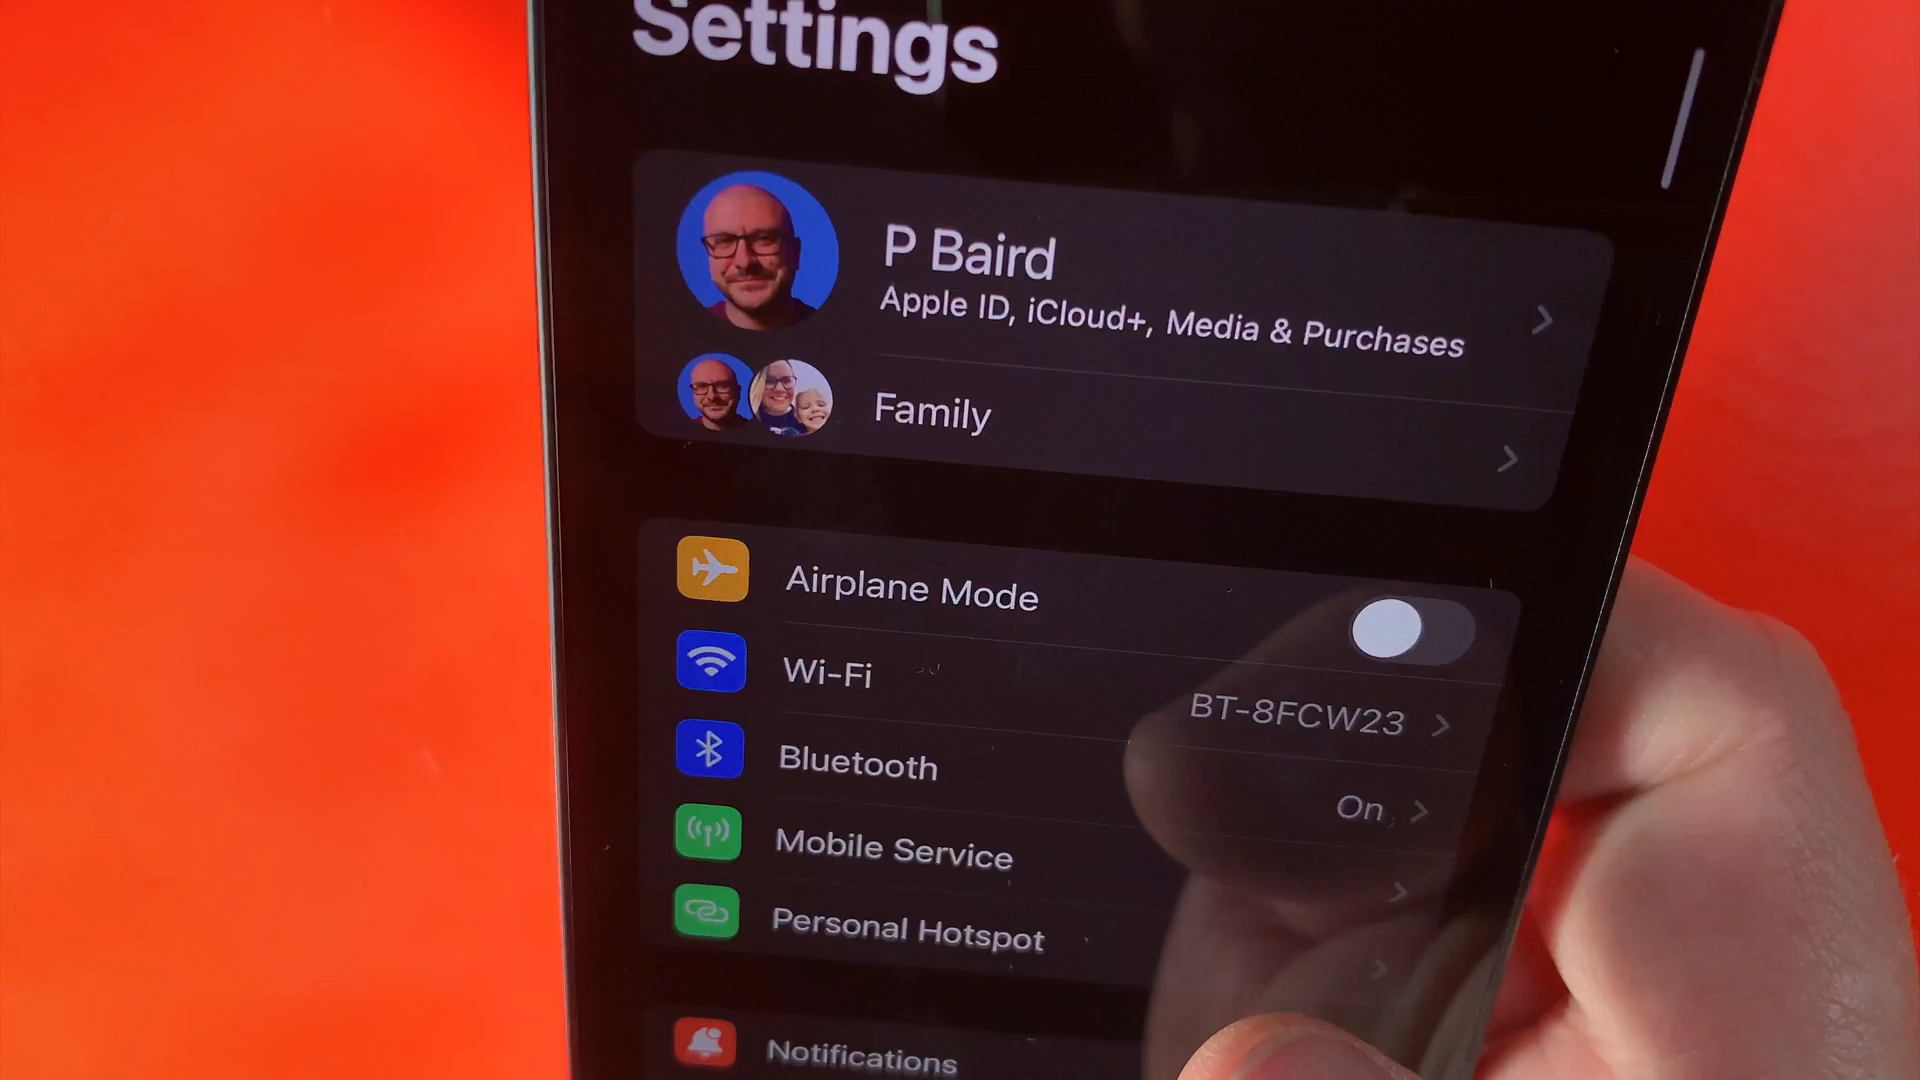 Settings
P Baird
Apple ID, iCloud+, Media & Purchases
Family
Airplane Mode
Wi-Fi
BT-8FCW23
Bluetooth
On
Mobile Service
Personal Hotspot
Notifications